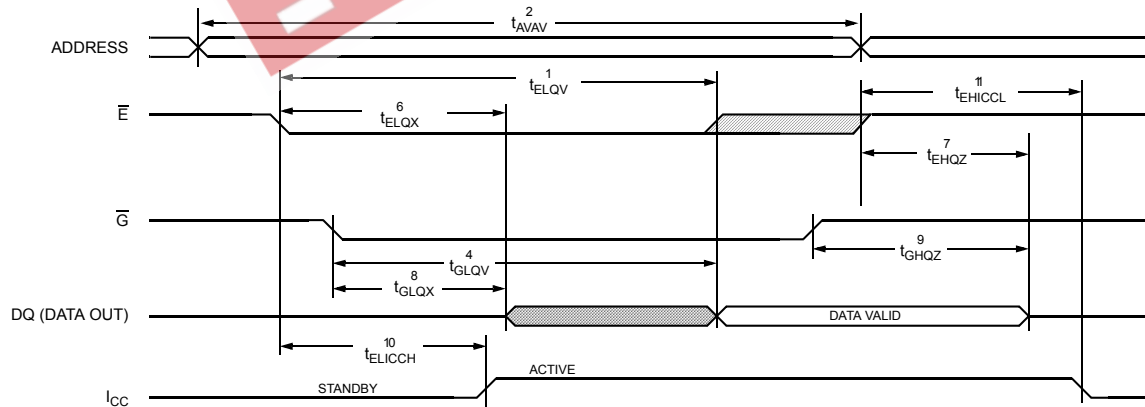 2
tAVAV
ADDRESS
1
tELQV
11
tEHICCL
6
tELQX
E
7
tEHQZ
G
9
tGHQZ
4
tGLQV
8
tGLQX
DQ (DATA OUT)
DATA VALID
10
tELICCH
ACTIVE
STANDBY
ICC